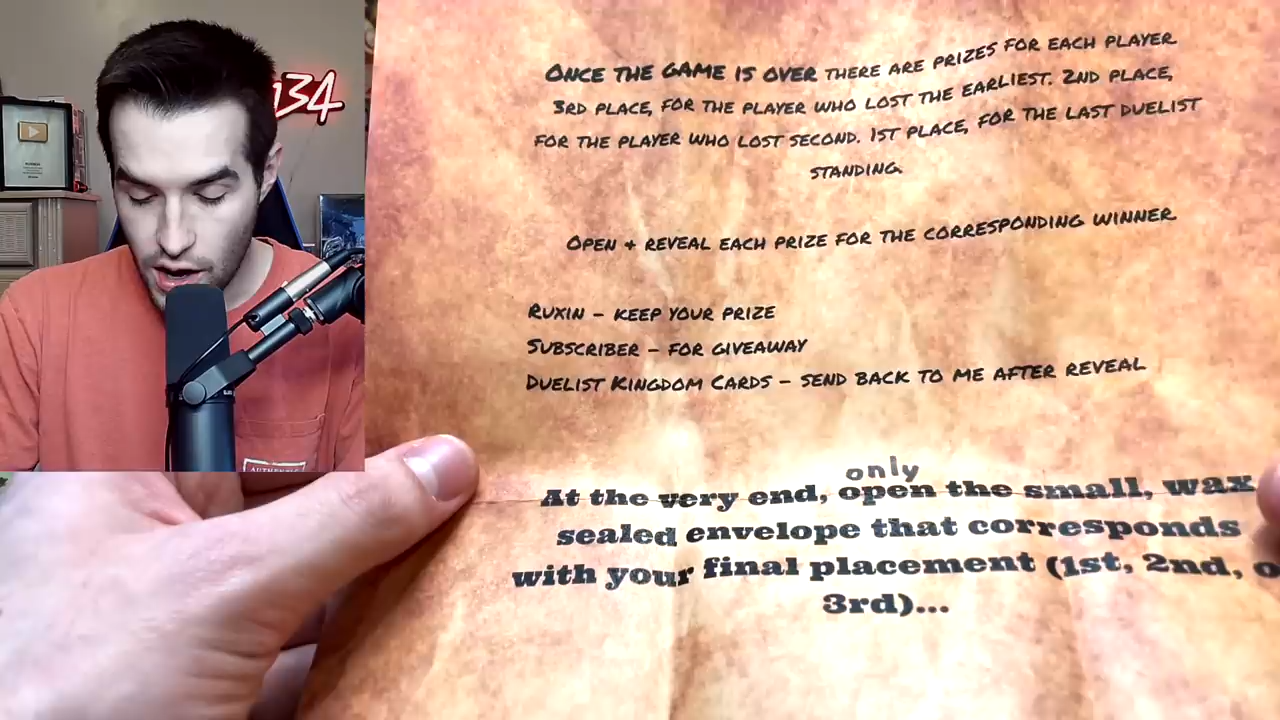 134
ONCE THE GAME IS OVER THERE ARE PRIZES FOR EACH PLAYER
3RD PLACE, FOR THE PLAYER WHO LOST THE EARLIEST. 2ND PLACE,
FOR THE PLAYER WHO LOST SECOND. 1ST PLACE, FOR THE LAST DUELIST
STANDING.
OPEN + REVEAL EACH PRIZE FOR THE CORRESPONDING WINNER
RUXIN - KEEP YOUR PRIZE
SUBSCRIBER - FOR GIVEAWAY
DUELIST KINGDOM CARDS - SEND BACK TO ME AFTER REVEAL
only
At the very end, open the small, wax
sealed envelope that corresponds
with your final placement (1st, 2nd, o
3rd)...
AUTHENTIC